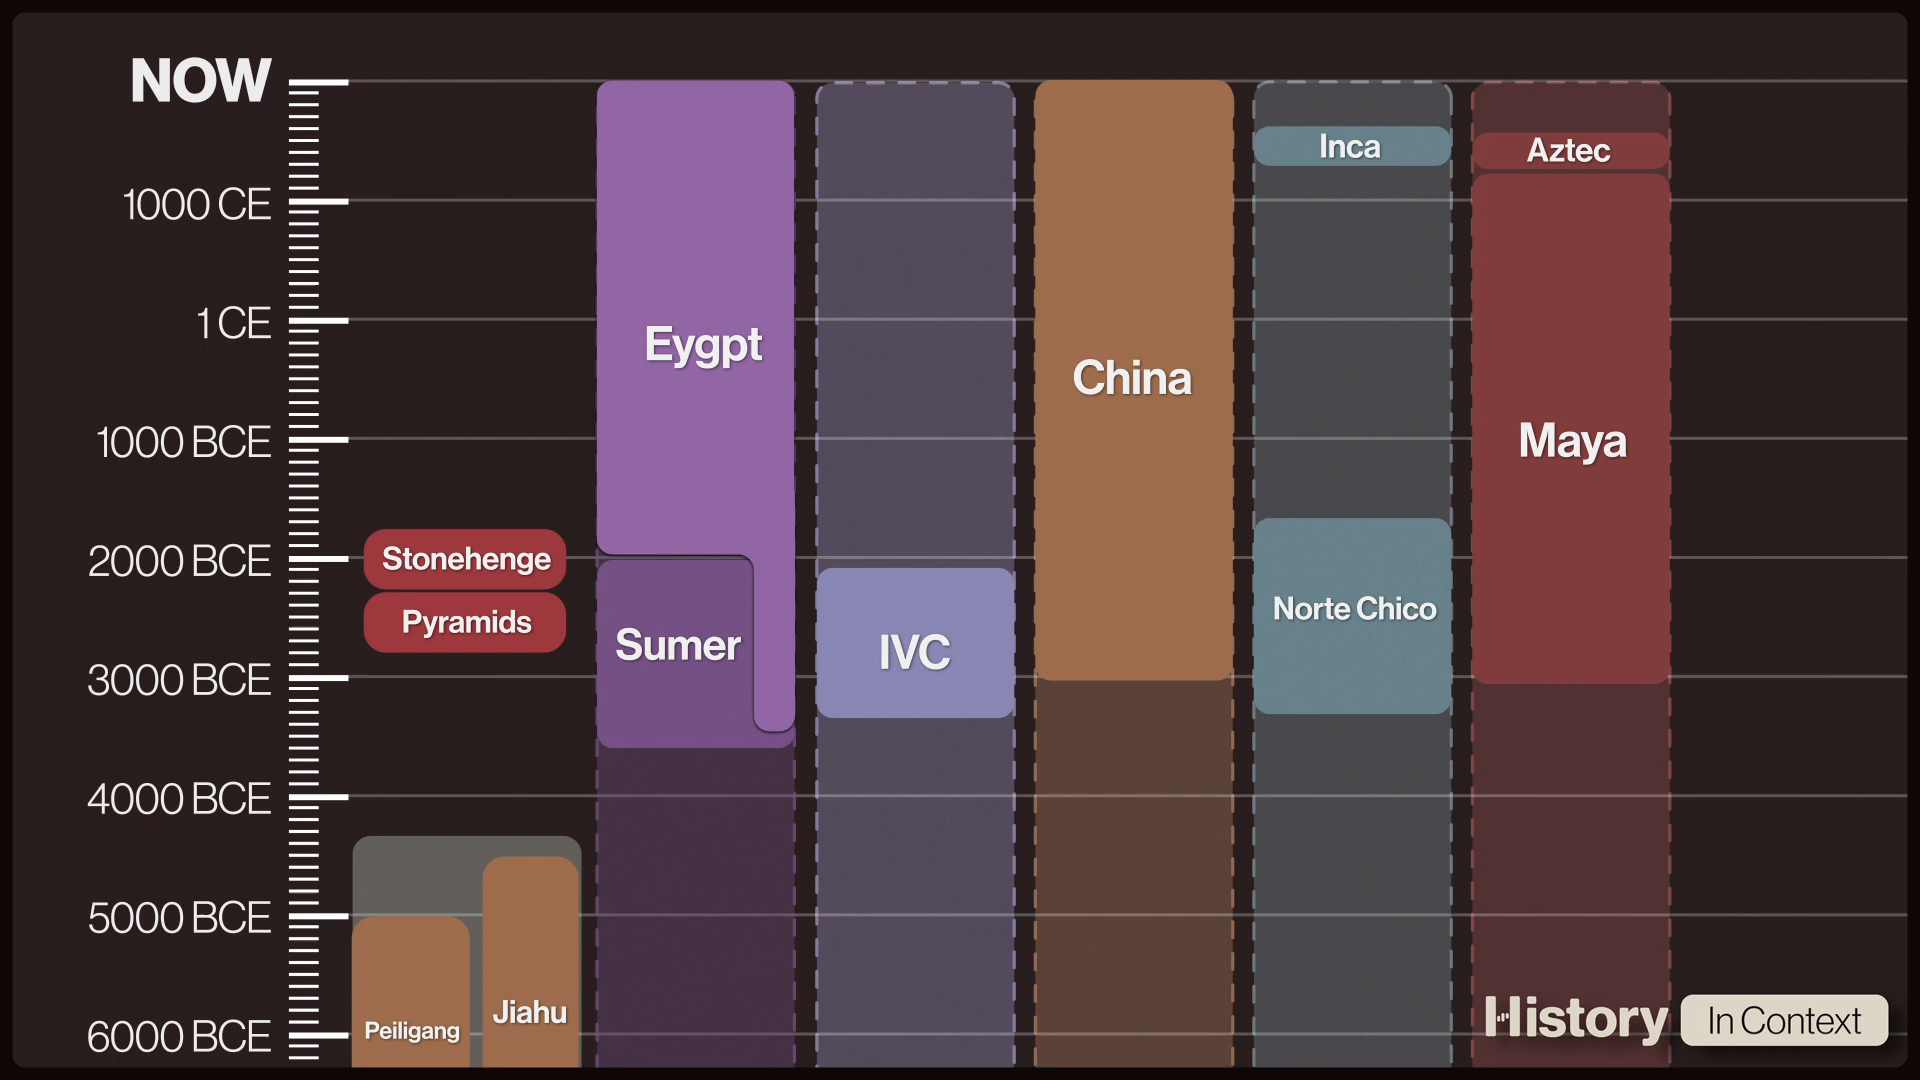 NOW
1000 CE
1 CE
1000 BCE
2000 BCE
3000 BCE
4000 BCE
5000 BCE
6000 BCE
Stonehenge
Pyramids
Peiligang
Jiahu
Eygpt
Sumer
IVC
China
Inca
Norte Chico
Aztec
Maya
History In Context